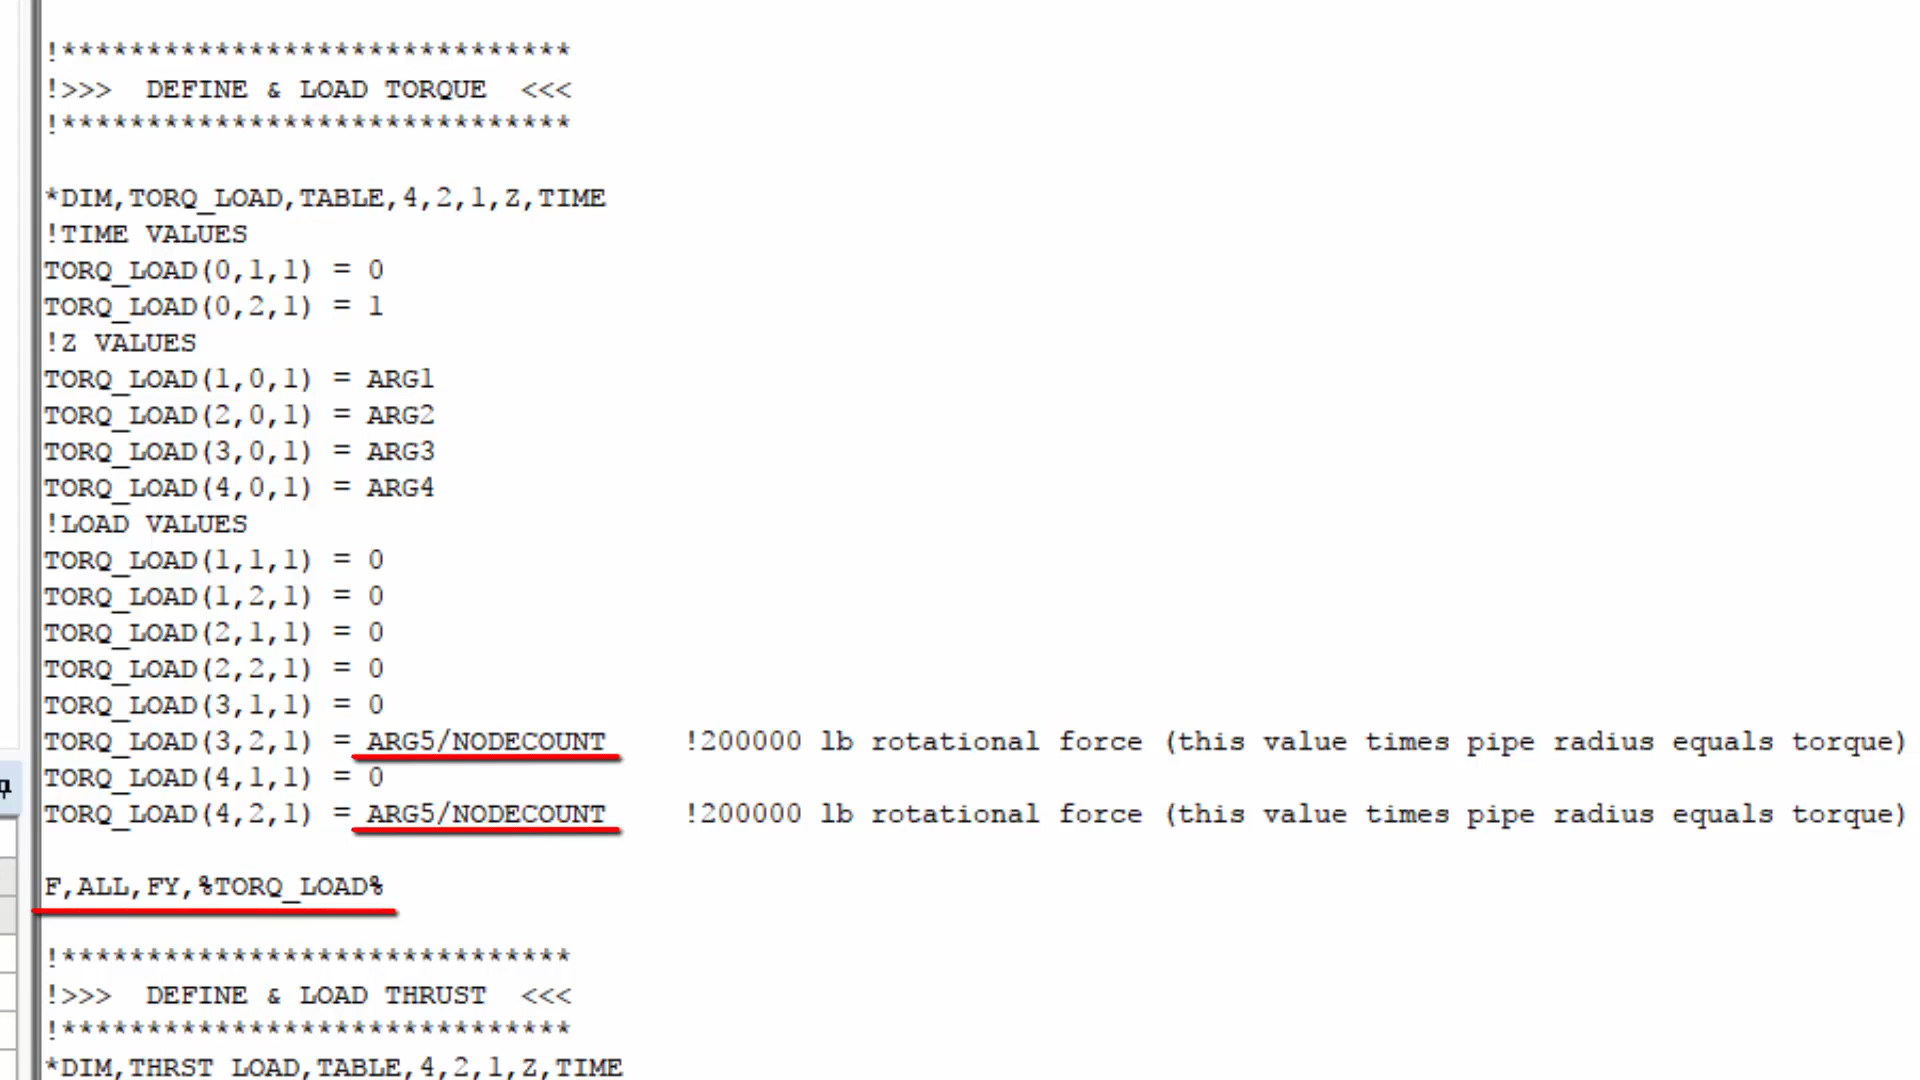 !******************************
!>>>  DEFINE & LOAD TORQUE  <<<
!******************************
*DIM,TORQ_LOAD,TABLE,4,2,1,Z,TIME
!TIME VALUES
TORQ_LOAD(0,1,1) = 0
TORQ_LOAD(0,2,1) = 1
!Z VALUES
TORQ_LOAD(1,0,1) = ARG1
TORQ_LOAD(2,0,1) = ARG2
TORQ_LOAD(3,0,1) = ARG3
TORQ_LOAD(4,0,1) = ARG4
!LOAD VALUES
TORQ_LOAD(1,1,1) = 0
TORQ_LOAD(1,2,1) = 0
TORQ_LOAD(2,1,1) = 0
TORQ_LOAD(2,2,1) = 0
TORQ_LOAD(3,1,1) = 0
TORQ_LOAD(3,2,1) = ARG5/NODECOUNT    !200000 lb rotational force (this value times pipe radius equals torque)
TORQ_LOAD(4,1,1) = 0
TORQ_LOAD(4,2,1) = ARG5/NODECOUNT    !200000 lb rotational force (this value times pipe radius equals torque)
F,ALL,FY,%TORQ_LOAD%
!******************************
!>>>  DEFINE & LOAD THRUST  <<<
!******************************
*DIM,THRST_LOAD,TABLE,4,2,1,Z,TIME